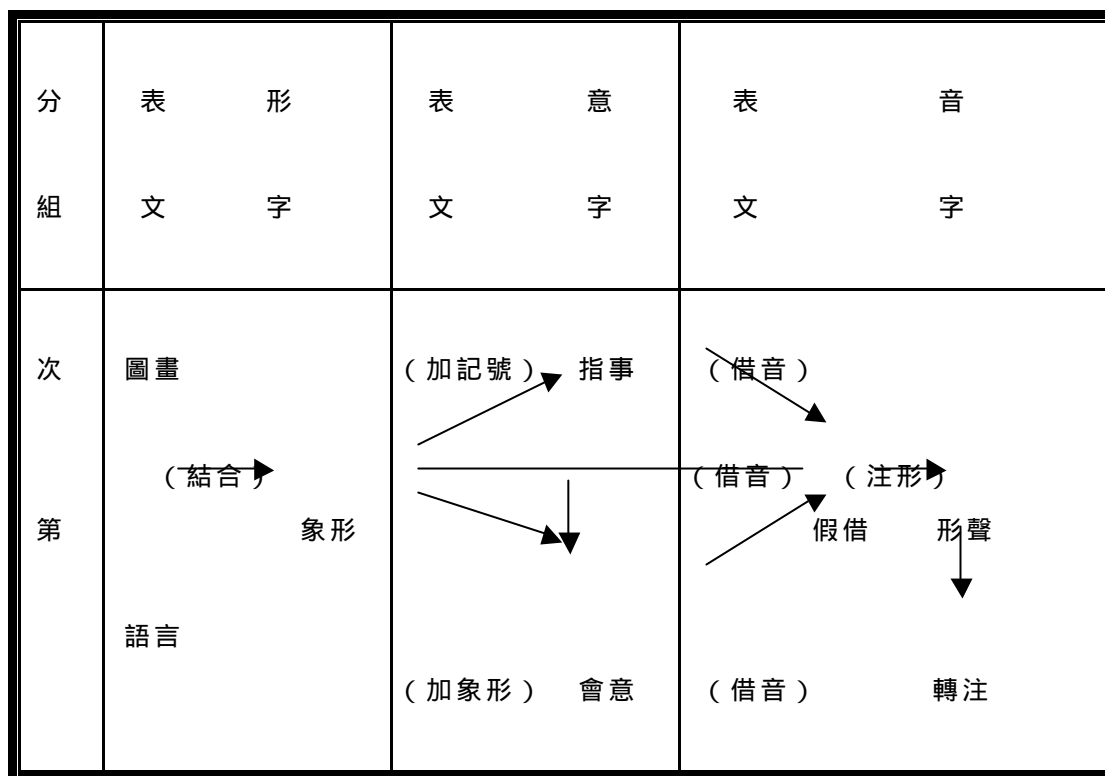 分 表 形 表 意 表 音
組 文 字 文 字 文 字
次 圖畫 （加記號） 指事 （借音）
（結合） （借音） （注形）
第 象形 假借 形聲
語言
（加象形） 會意 （借音） 轉注